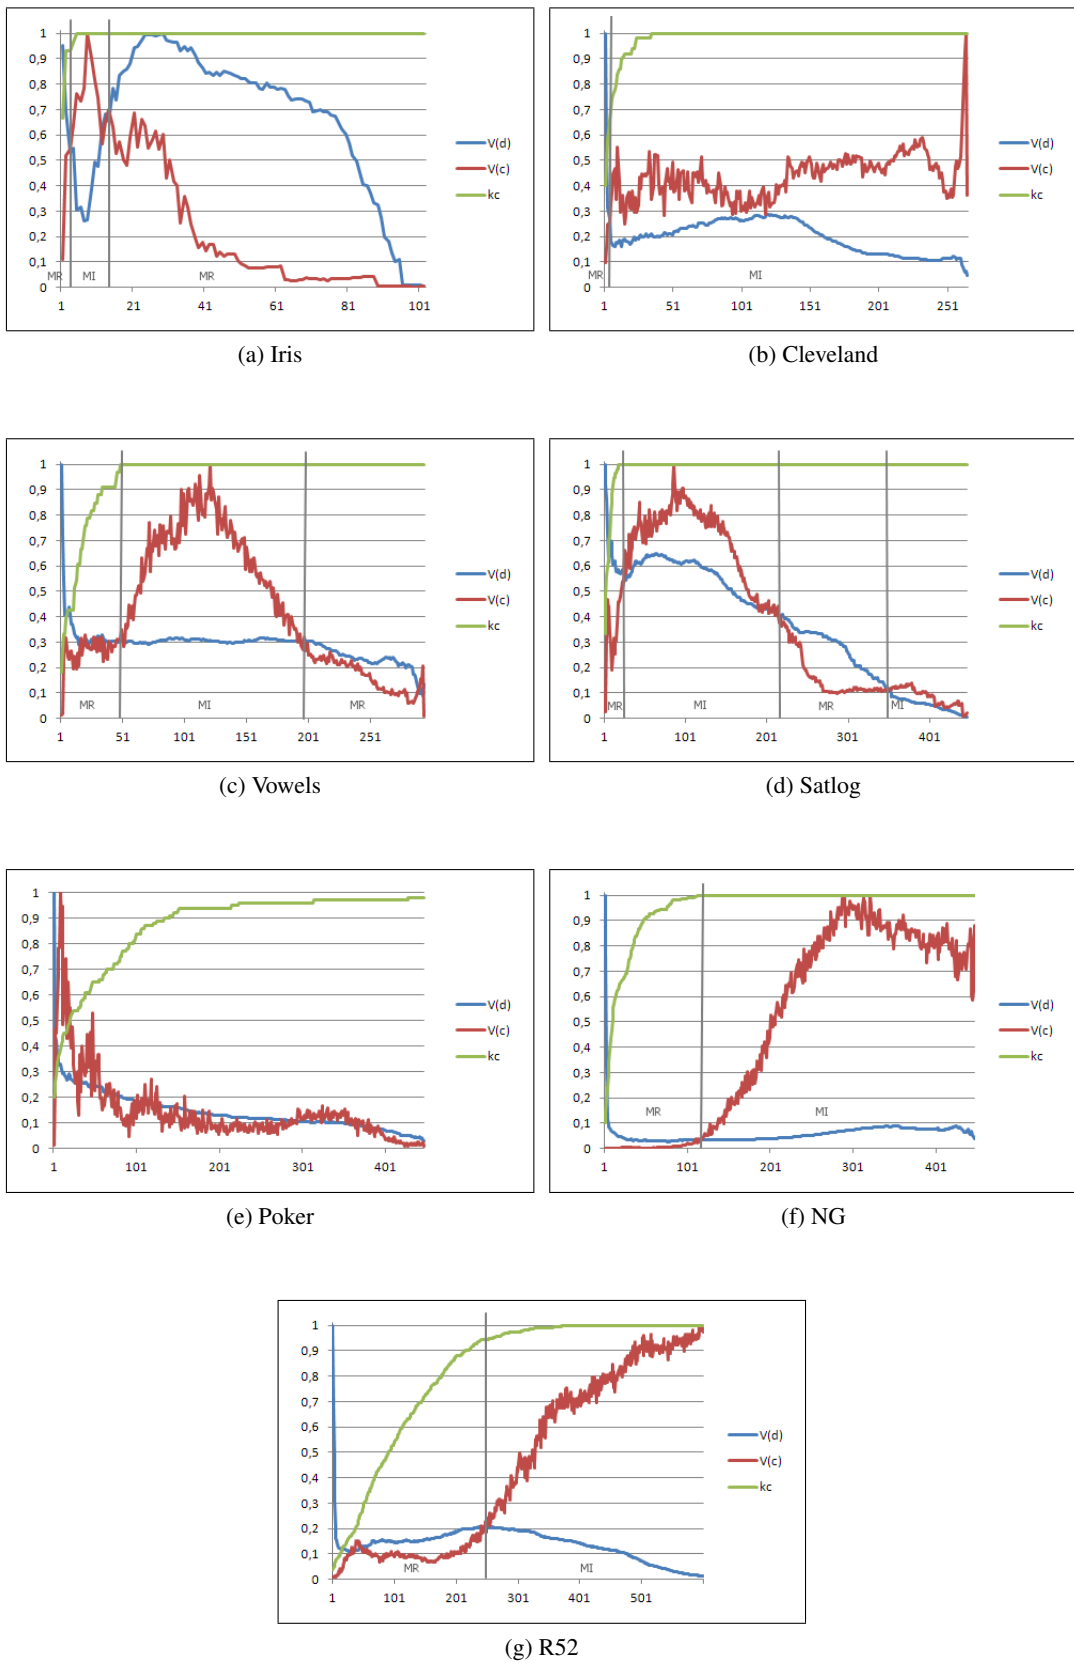 1
0,9
0,8
0,7
0,6
0,5
0,4
0,3
0,2
0,1
0
MR MI MR
1 21 41 61 81 101
V(d)
V(c)
kc
(a) Iris
1
0,9
0,8
0,7
0,6
0,5
0,4
0,3
0,2
0,1
0
MR MI
1 51 101 151 201 251
V(d)
V(c)
kc
(b) Cleveland
1
0,9
0,8
0,7
0,6
0,5
0,4
0,3
0,2
0,1
0
MR MI MR
1 51 101 151 201 251
V(d)
V(c)
kc
(c) Vowels
1
0,9
0,8
0,7
0,6
0,5
0,4
0,3
0,2
0,1
0
MR MI MR MI
1 101 201 301 401
V(d)
V(c)
kc
(d) Satlog
1
0,9
0,8
0,7
0,6
0,5
0,4
0,3
0,2
0,1
0
1 101 201 301 401
V(d)
V(c)
kc
(e) Poker
1
0,9
0,8
0,7
0,6
0,5
0,4
0,3
0,2
0,1
0
MR MI
1 101 201 301 401
V(d)
V(c)
kc
(f) NG
1
0,9
0,8
0,7
0,6
0,5
0,4
0,3
0,2
0,1
0
MR MI
1 101 201 301 401 501
V(d)
V(c)
kc
(g) R52